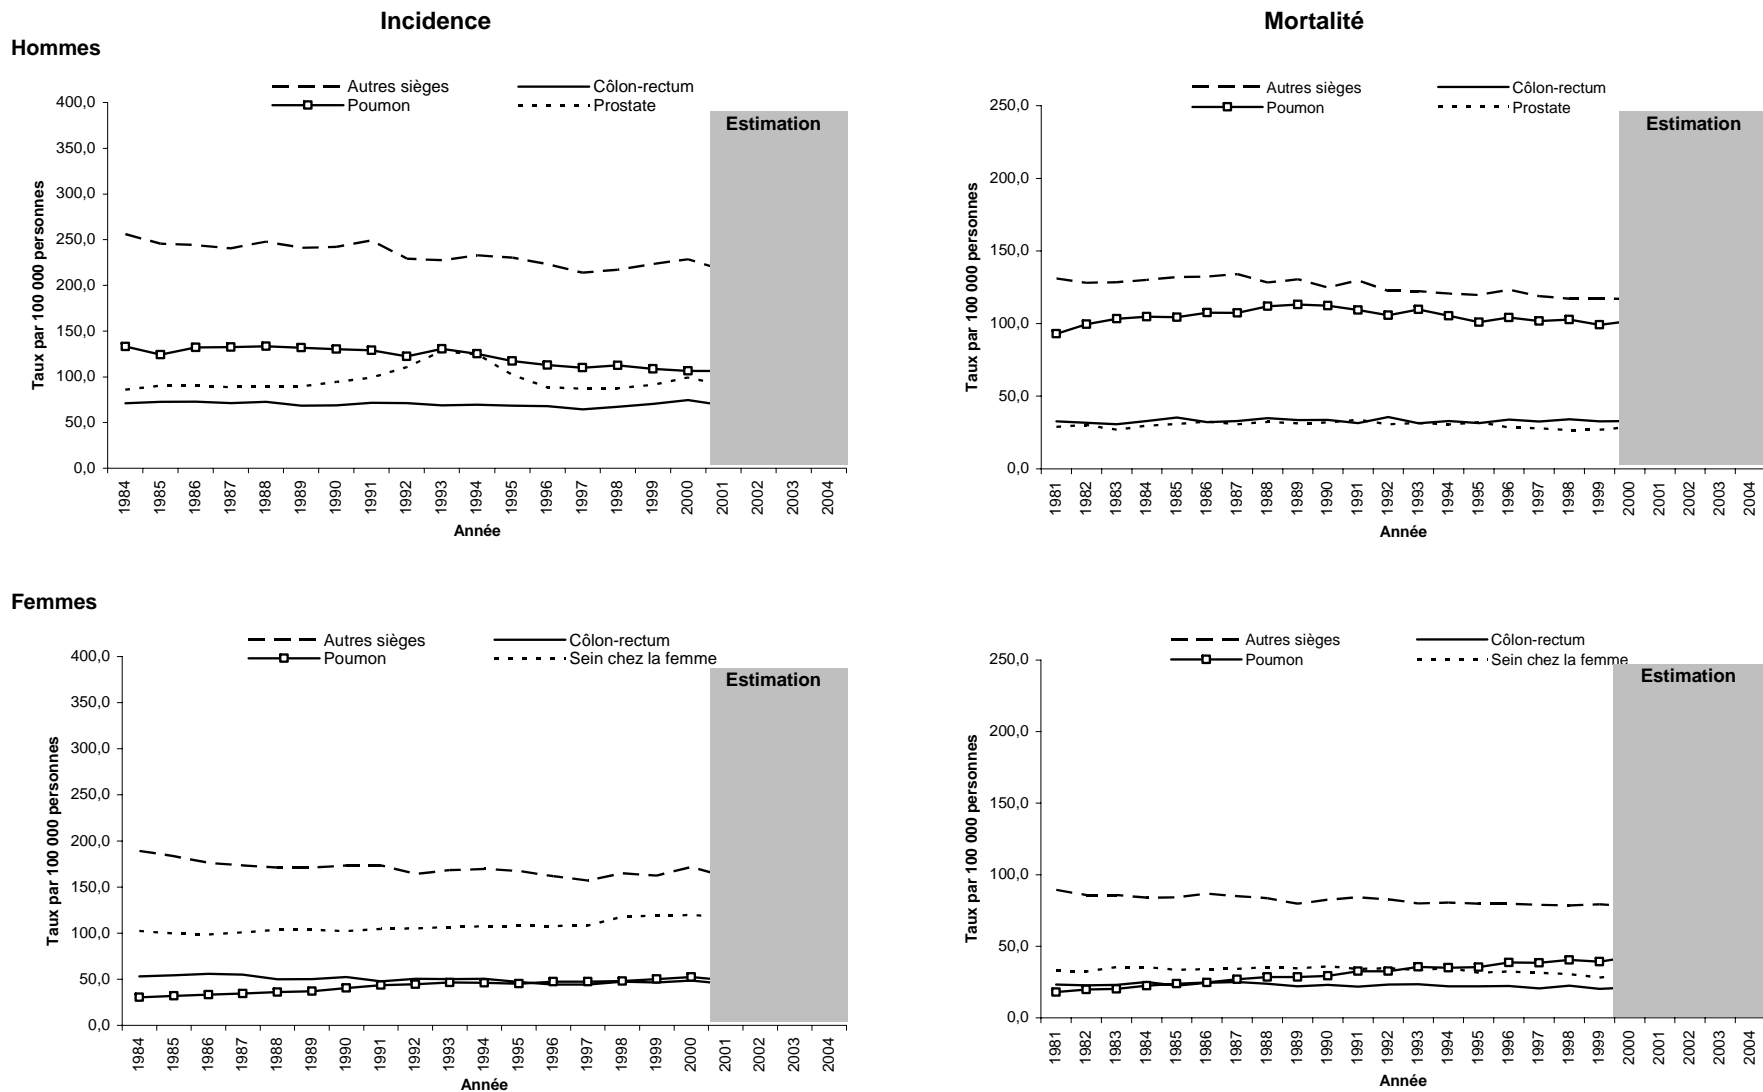 Incidence
Mortalité
Hommes
Autres sièges
Côlon-rectum
Poumon
Prostate
Estimation
Taux par 100 000 personnes
400,0
350,0
300,0
250,0
200,0
150,0
100,0
50,0
0,0
1984 1985 1986 1987 1988 1989 1990 1991 1992 1993 1994 1995 1996 1997 1998 1999 2000 2001 2002 2003 2004
Année
Autres sièges
Côlon-rectum
Poumon
Prostate
Estimation
Taux par 100 000 personnes
250,0
200,0
150,0
100,0
50,0
0,0
1981 1982 1983 1984 1985 1986 1987 1988 1989 1990 1991 1992 1993 1994 1995 1996 1997 1998 1999 2000 2001 2002 2003 2004
Année
Femmes
Autres sièges
Côlon-rectum
Poumon
Sein chez la femme
Estimation
Taux par 100 000 personnes
400,0
350,0
300,0
250,0
200,0
150,0
100,0
50,0
0,0
1984 1985 1986 1987 1988 1989 1990 1991 1992 1993 1994 1995 1996 1997 1998 1999 2000 2001 2002 2003 2004
Année
Autres sièges
Côlon-rectum
Poumon
Sein chez la femme
Estimation
Taux par 100 000 personnes
250,0
200,0
150,0
100,0
50,0
0,0
1981 1982 1983 1984 1985 1986 1987 1988 1989 1990 1991 1992 1993 1994 1995 1996 1997 1998 1999 2000 2001 2002 2003 2004
Année